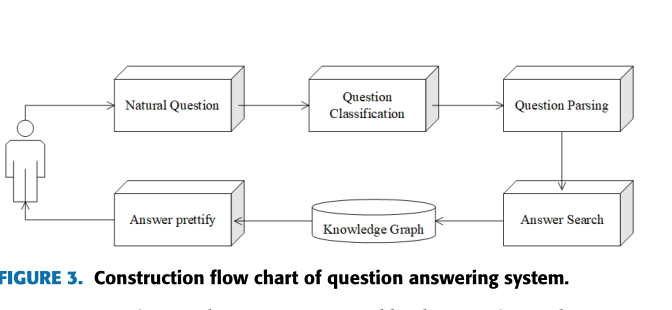 Natural Question
Question
Classification
Question Parsing
Answer prettify
Knowledge Graph
Answer Search
FIGURE 3. Construction flow chart of question answering system.